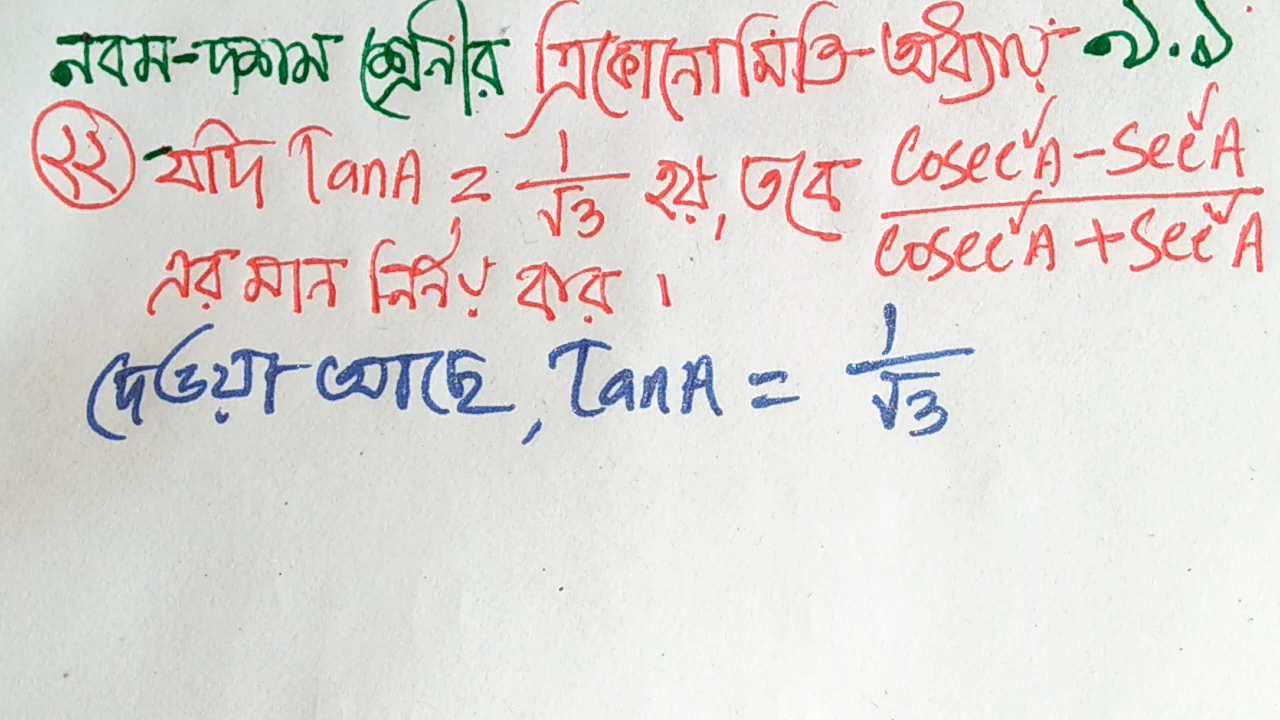 নবম-দশম শ্রেনীর ত্রিকোনোমিতি অধ্যায় - ৯.১
২২ যদি TanA = 1/√3 হয়, তবে (Cosec²A - Sec²A)/(Cosec²A + Sec²A)
এর মান নির্ণয় কর।
দেওয়া আছে, TanA = 1/√3